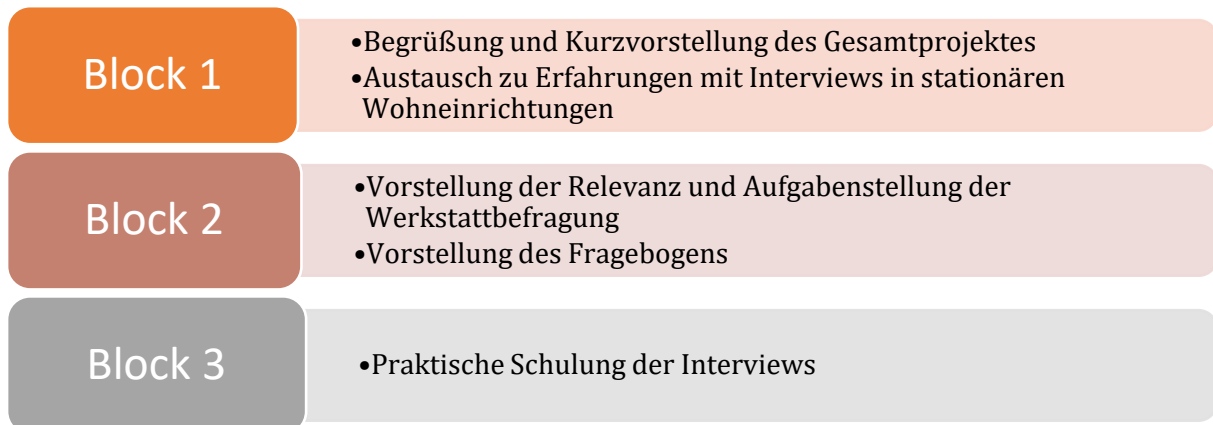 Block 1
•Begrüßung und Kurzvorstellung des Gesamtprojektes
•Austausch zu Erfahrungen mit Interviews in stationären
Wohneinrichtungen
Block 2
•Vorstellung der Relevanz und Aufgabenstellung der
Werkstattbefragung
•Vorstellung des Fragebogens
Block 3
•Praktische Schulung der Interviews